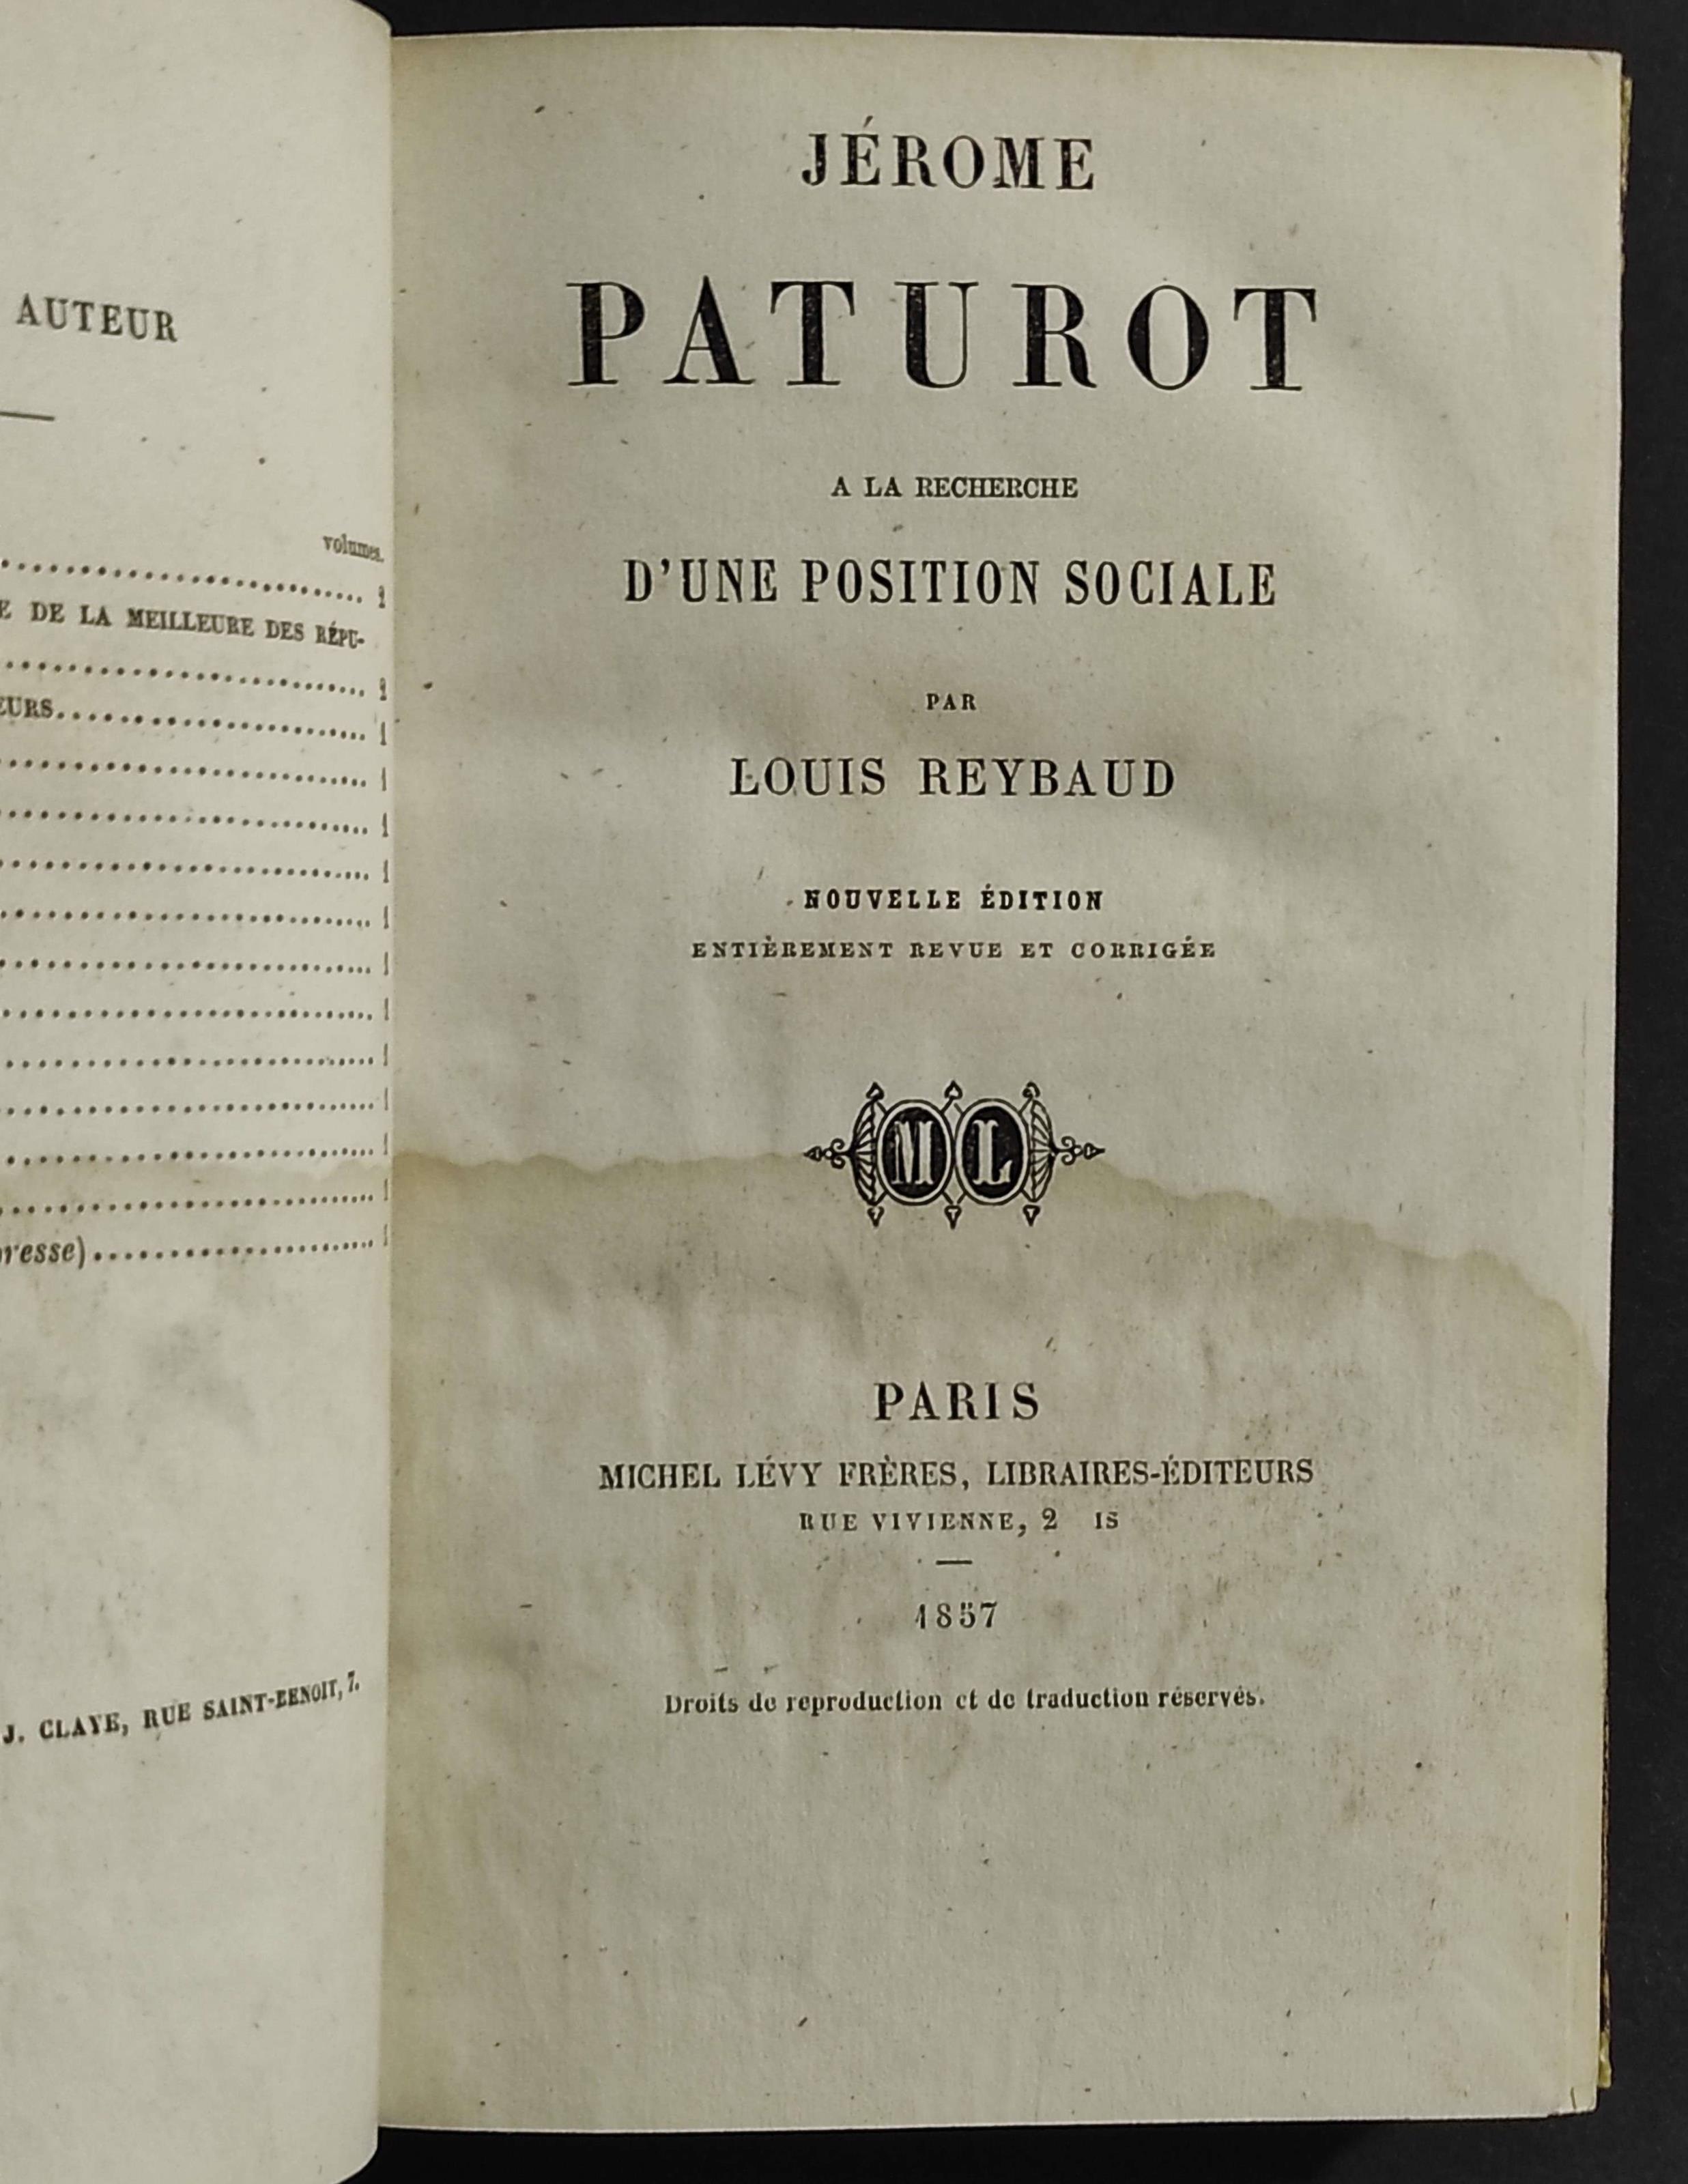 AUTEUR
volumes.
1
E DE LA MEILLEURE DES RÉPU-
1
EURS 1
1
1
1
1
1
1
1
1
1
1
presse) 1
J. CLAYE, RUE SAINT-BENOIT, 7.
JÉROME
PATUROT
A LA RECHERCHE
D'UNE POSITION SOCIALE
PAR
LOUIS REYBAUD
NOUVELLE ÉDITION
ENTIÈREMENT REVUE ET CORRIGÉE
ML
PARIS
MICHEL LÉVY FRÈRES, LIBRAIRES-ÉDITEURS
RUE VIVIENNE, 2 IS
1857
Droits de reproduction et de traduction réservés.